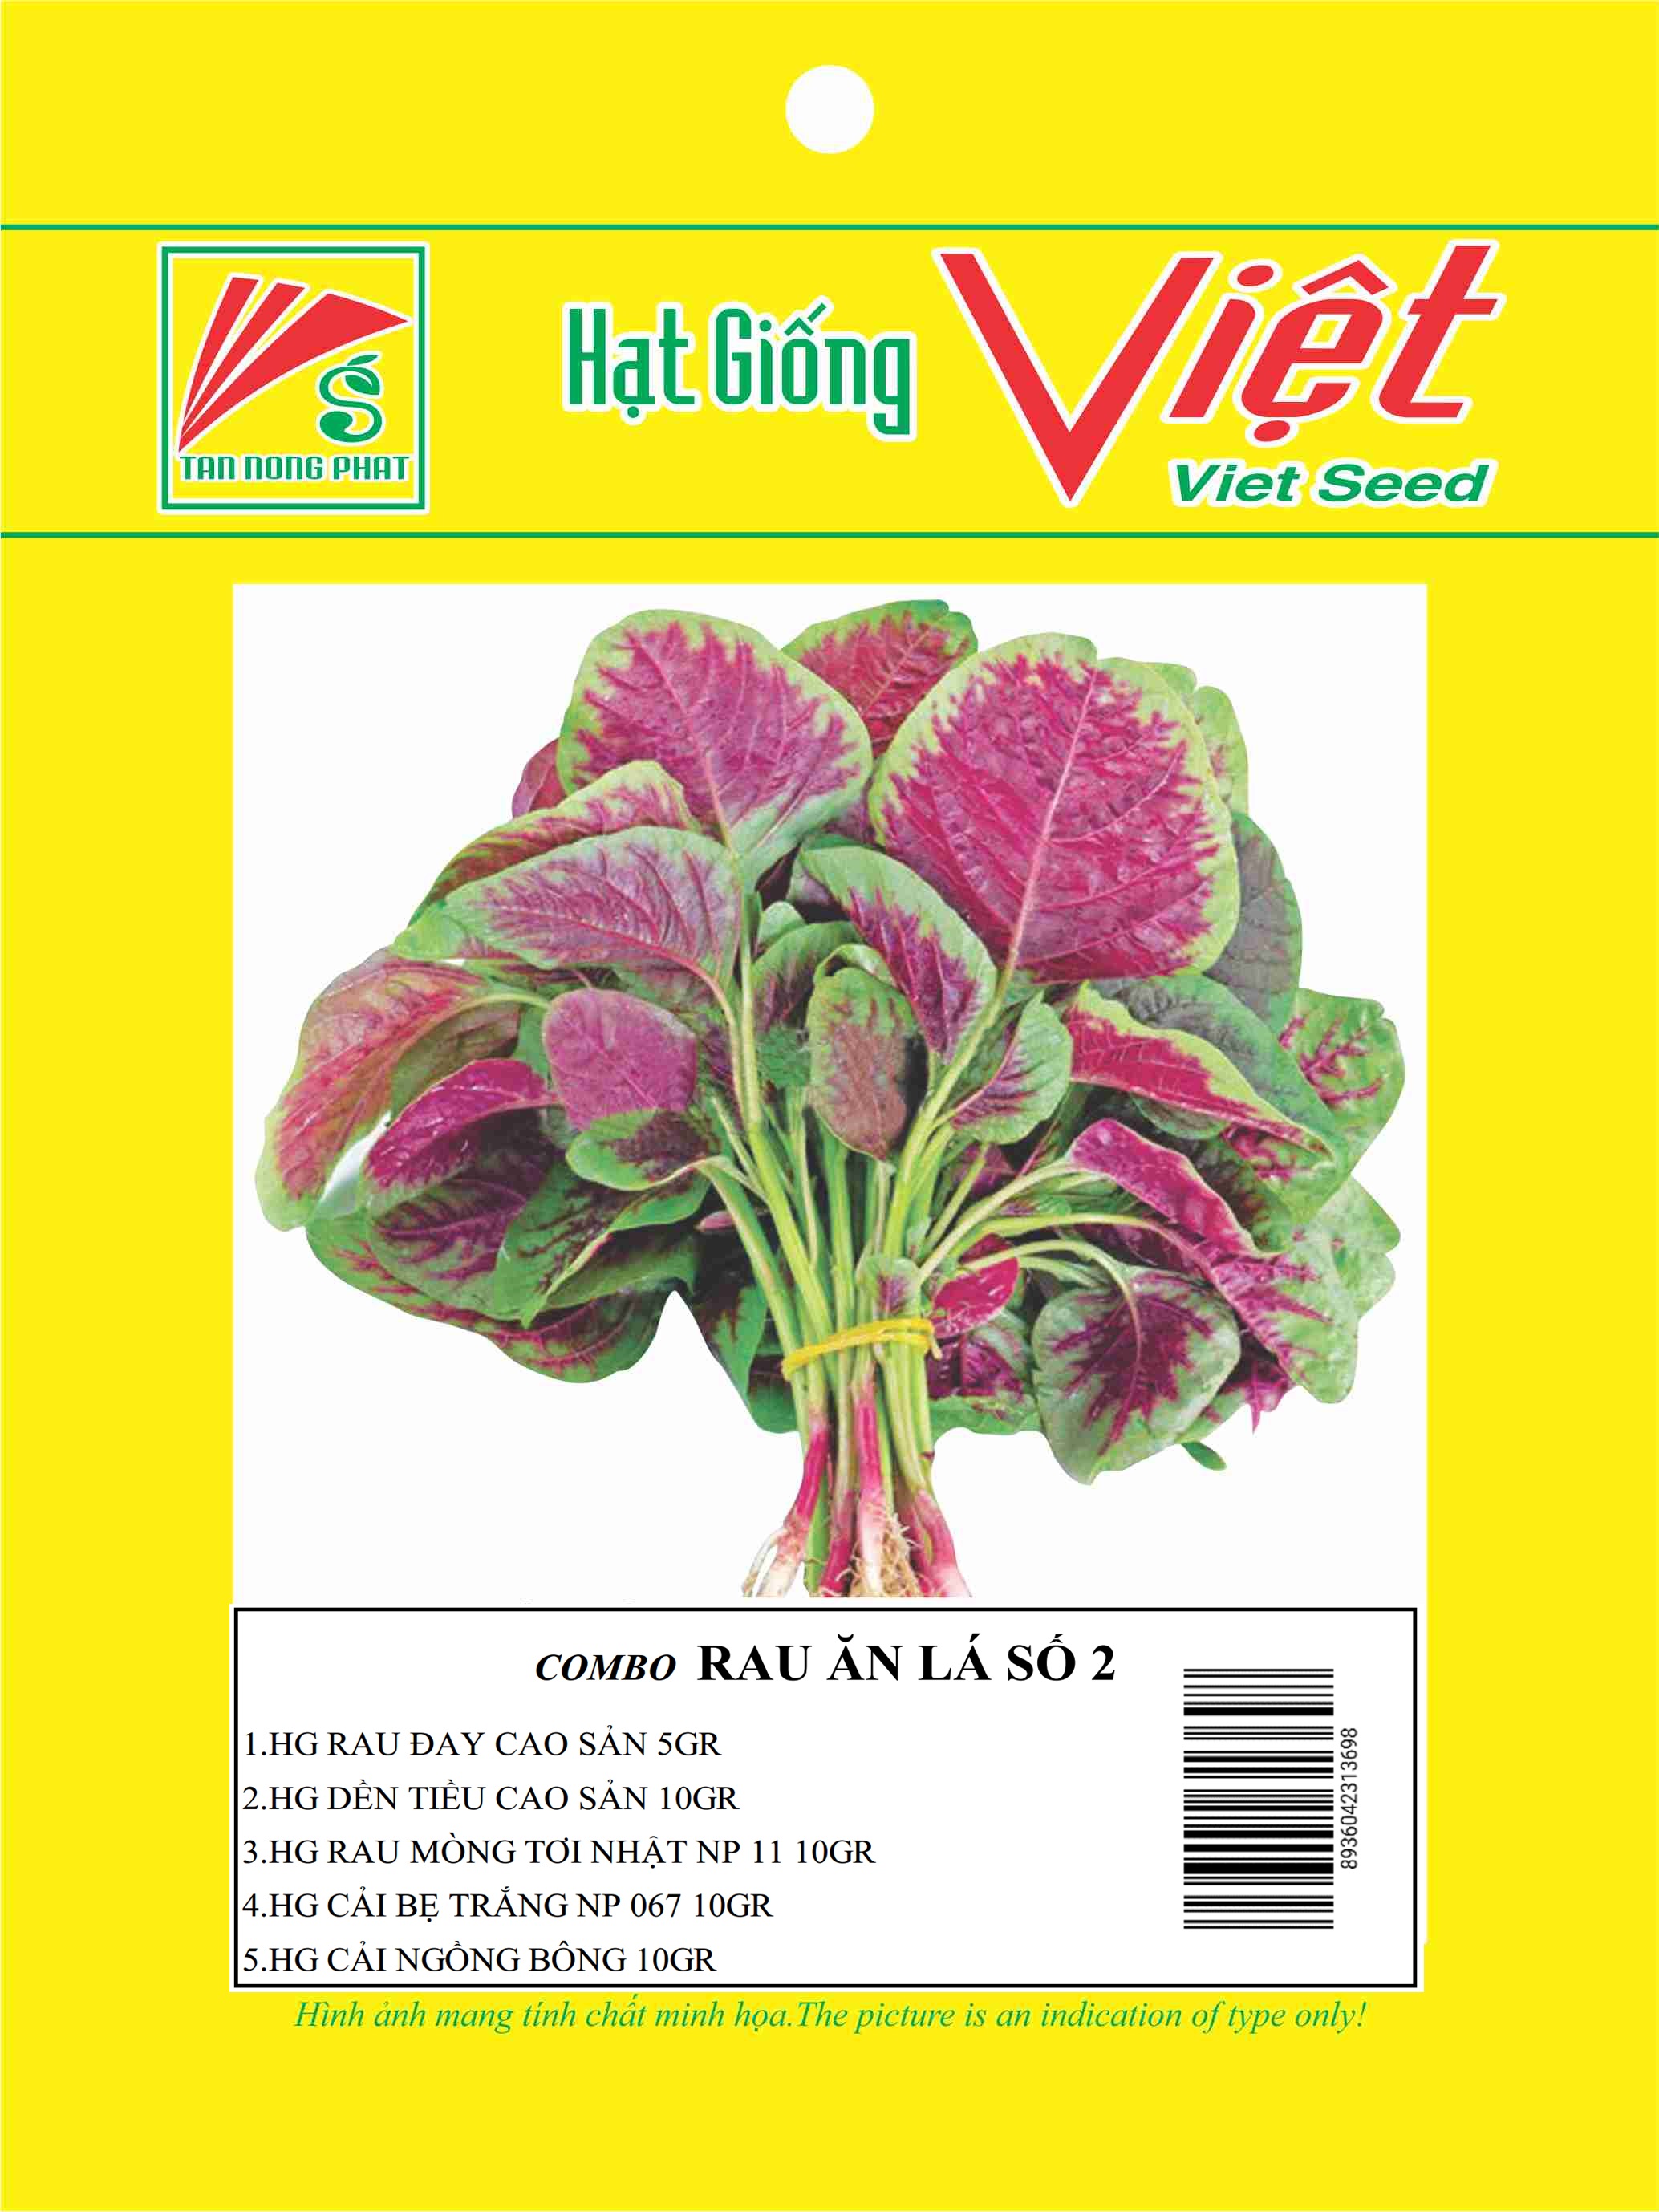 TAN NONG PHAT
Hạt Giống Việt
Viet Seed
COMBO RAU ĂN LÁ SỐ 2
1.HG RAU ĐAY CAO SẢN 5GR
2.HG DỀN TIỀU CAO SẢN 10GR
3.HG RAU MÒNG TƠI NHẬT NP 11 10GR
4.HG CẢI BẸ TRẮNG NP 067 10GR
5.HG CẢI NGỒNG BÔNG 10GR
8936042313698
Hình ảnh mang tính chất minh họa.The picture is an indication of type only!